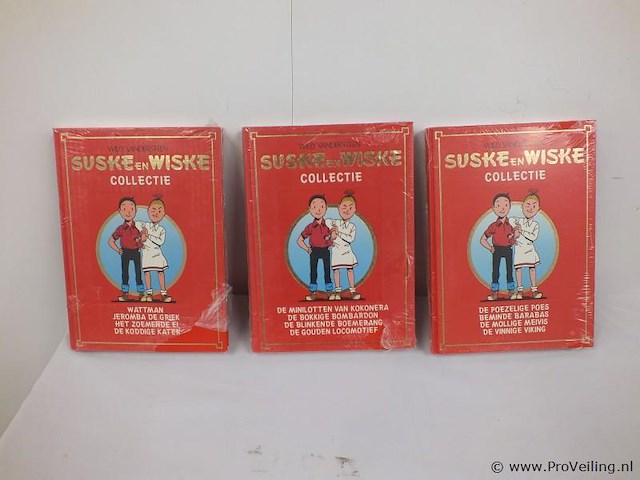 WILLY VANDERSTEEN
SUSKE EN WISKE
COLLECTIE
WATTMAN
JEROMBA DE GRIEK
HET ZOEMENDE EI
DE KODDIGE KATER
WILLY VANDERSTEEN
SUSKE EN WISKE
COLLECTIE
DE MINILOTTEN VAN KOKONERA
DE BOKKIGE BOMBARDON
DE BLINKENDE BOEMERANG
DE GOUDEN LOCOMOTIEF
WILLY
SUSKE EN WISKE
COLLECTIE
DE POEZELIGE POES
BEMINDE BARABAS
DE MOLLIGE MEIVIS
DE VINNIGE VIKING
© www.ProVeiling.nl